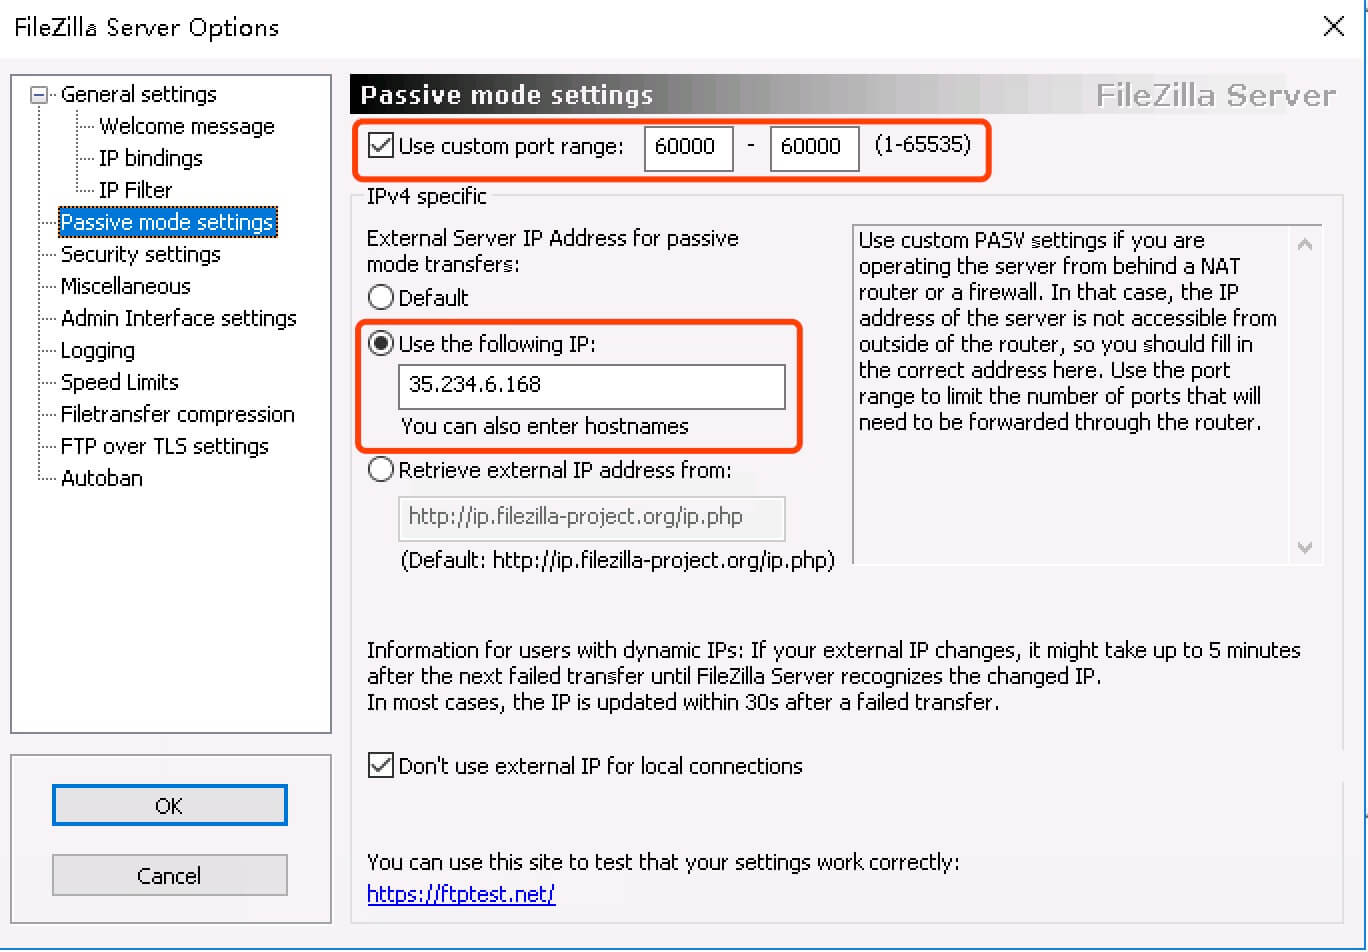 FileZilla Server Options
General settings
Welcome message
IP bindings
IP Filter
Passive mode settings
Security settings
Miscellaneous
Admin Interface settings
Logging
Speed Limits
Filetransfer compression
FTP over TLS settings
Autoban
OK
Cancel
Passive mode settings
FileZilla Server
Use custom port range: 60000 - 60000 (1-65535)
IPv4 specific
External Server IP Address for passive
mode transfers:
Default
Use the following IP:
35.234.6.168
You can also enter hostnames
Retrieve external IP address from:
http://ip.filezilla-project.org/ip.php
(Default: http://ip.filezilla-project.org/ip.php)
Use custom PASV settings if you are
operating the server from behind a NAT
router or a firewall. In that case, the IP
address of the server is not accessible from
outside of the router, so you should fill in
the correct address here. Use the port
range to limit the number of ports that will
need to be forwarded through the router.
Information for users with dynamic IPs: If your external IP changes, it might take up to 5 minutes
after the next failed transfer until FileZilla Server recognizes the changed IP.
In most cases, the IP is updated within 30s after a failed transfer.
Don't use external IP for local connections
You can use this site to test that your settings work correctly:
https://ftptest.net/